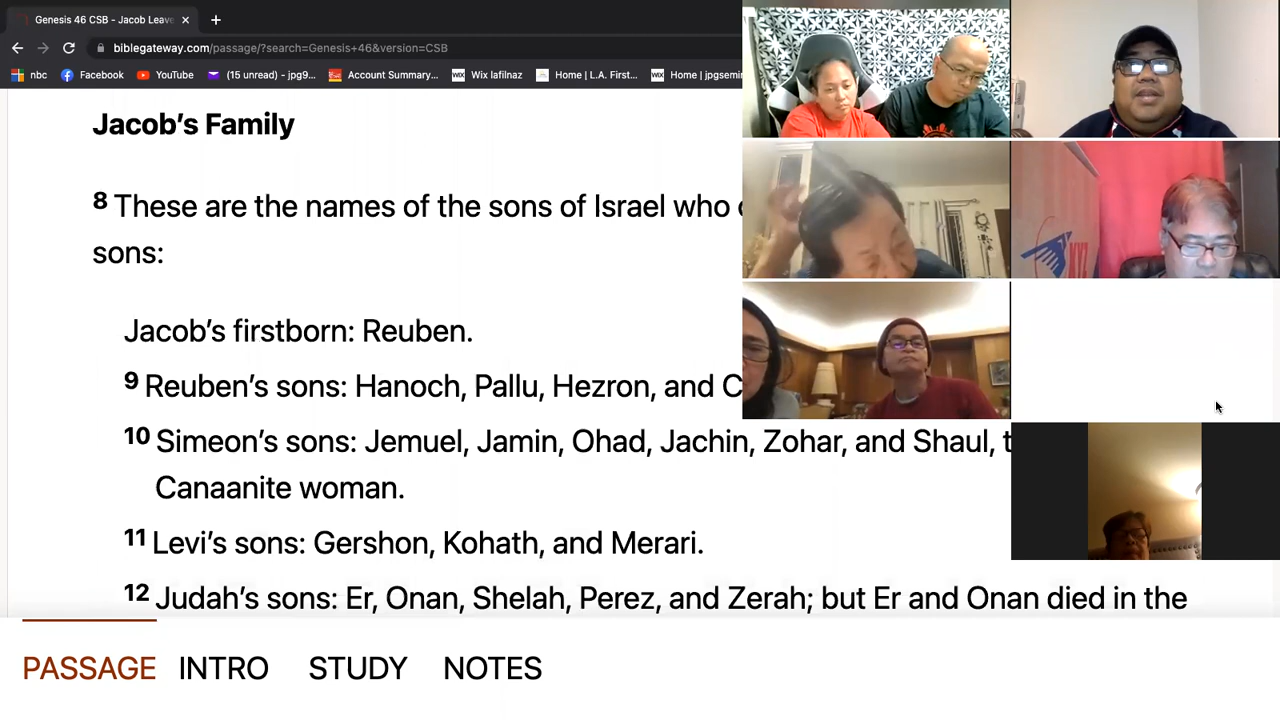 Genesis 46 CSB - Jacob Leave
biblegateway.com/passage/?search=Genesis+46&version=CSB
nbc Facebook YouTube (15 unread) - jpg9... Account Summary... Wix lafilnaz Home | L.A. First... Home | jpgsemi
Jacob’s Family
8 These are the names of the sons of Israel who
sons:
Jacob’s firstborn: Reuben.
9 Reuben’s sons: Hanoch, Pallu, Hezron, and C
10 Simeon’s sons: Jemuel, Jamin, Ohad, Jachin, Zohar, and Shaul, t
Canaanite woman.
11 Levi’s sons: Gershon, Kohath, and Merari.
12 Judah’s sons: Er, Onan, Shelah, Perez, and Zerah; but Er and Onan died in the
PASSAGE INTRO STUDY NOTES